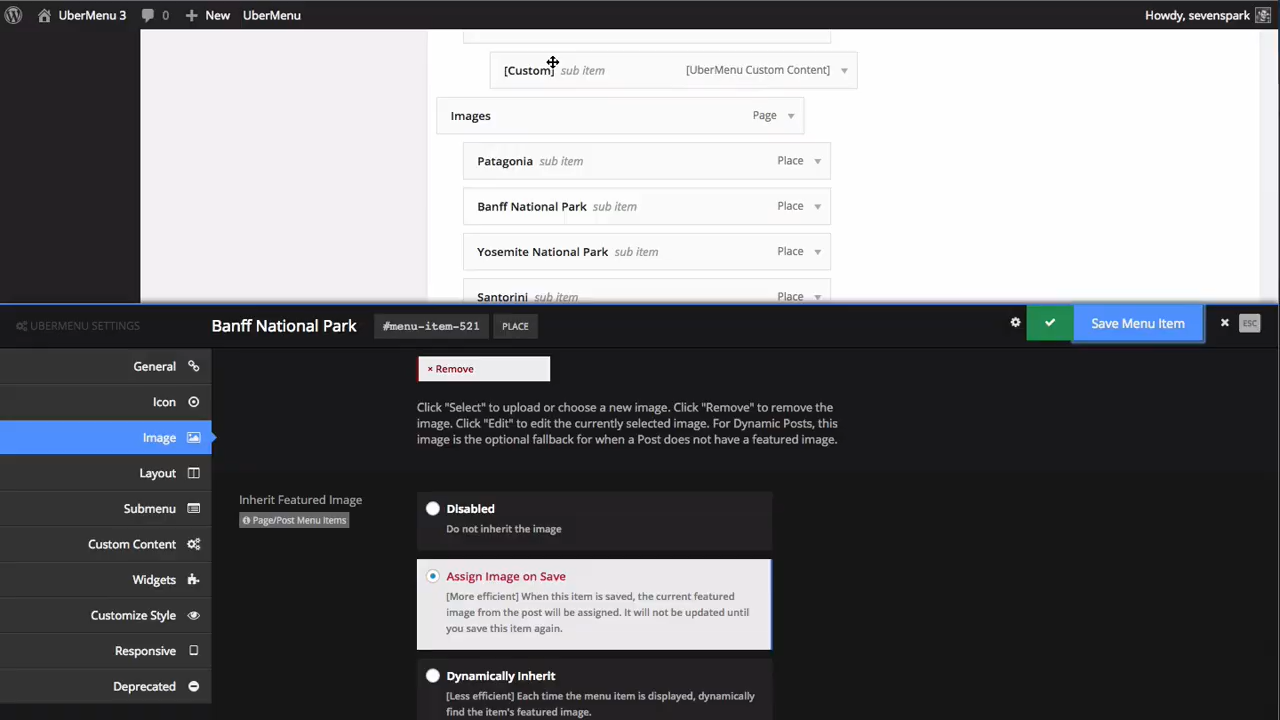 UberMenu 3 0 New UberMenu Howdy, sevenspark
[Custom] sub item [UberMenu Custom Content]
Images Page
Patagonia sub item Place
Banff National Park sub item Place
Yosemite National Park sub item Place
Santorini sub item Place
UBERMENU SETTINGS Banff National Park #menu-item-521 PLACE Save Menu Item ESC
General
Icon
Image
Layout
Submenu
Custom Content
Widgets
Customize Style
Responsive
Deprecated
× Remove
Click "Select" to upload or choose a new image. Click "Remove" to remove the
image. Click "Edit" to edit the currently selected image. For Dynamic Posts, this
image is the optional fallback for when a Post does not have a featured image.
Inherit Featured Image
Page/Post Menu Items
Disabled
Do not inherit the image
Assign Image on Save
[More efficient] When this item is saved, the current featured
image from the post will be assigned. It will not be updated until
you save this item again.
Dynamically Inherit
[Less efficient] Each time the menu item is displayed, dynamically
find the item's featured image.